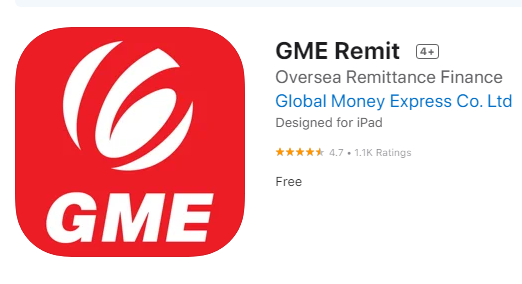 GME
GME Remit 4+
Oversea Remittance Finance
Global Money Express Co. Ltd
Designed for iPad
4.7 • 1.1K Ratings
Free